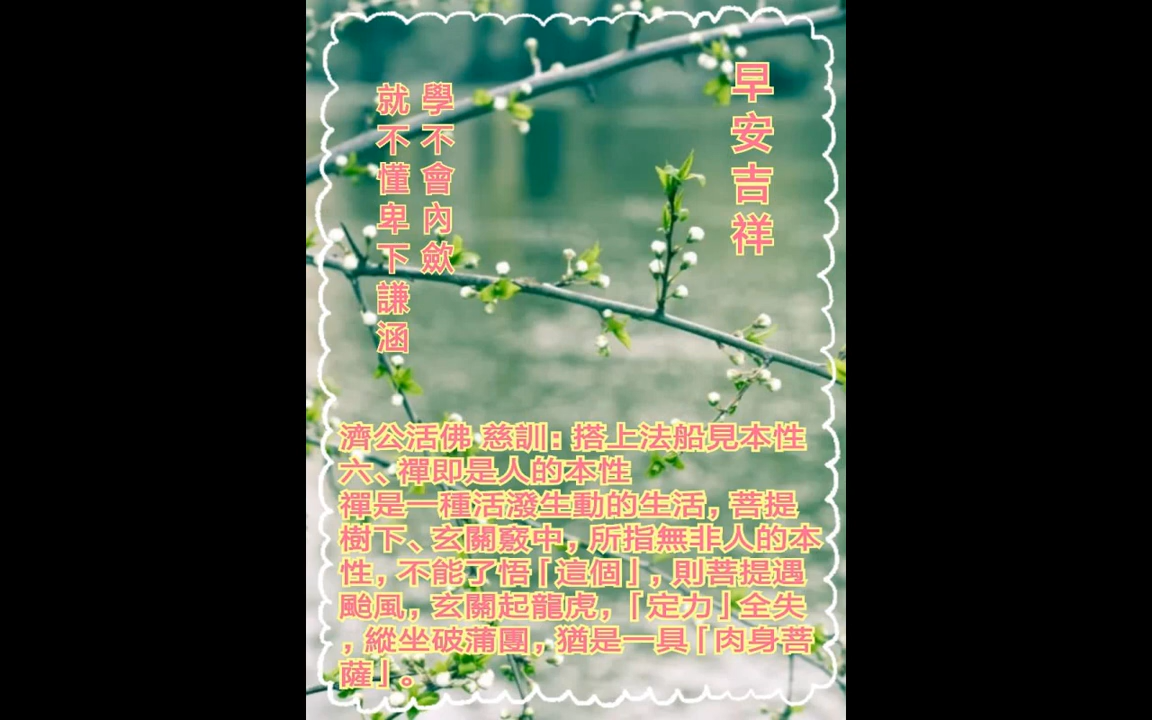 早安吉祥
學不會內歛
就不懂卑下謙涵
濟公活佛 慈訓：搭上法船見本性
六、禪即是人的本性
禪是一種活潑生動的生活，菩提
樹下、玄關竅中，所指無非人的本
性，不能了悟「這個」，則菩提遇
颱風，玄關起龍虎，「定力」全失
，縱坐破蒲團，猶是一具「肉身菩
薩」。